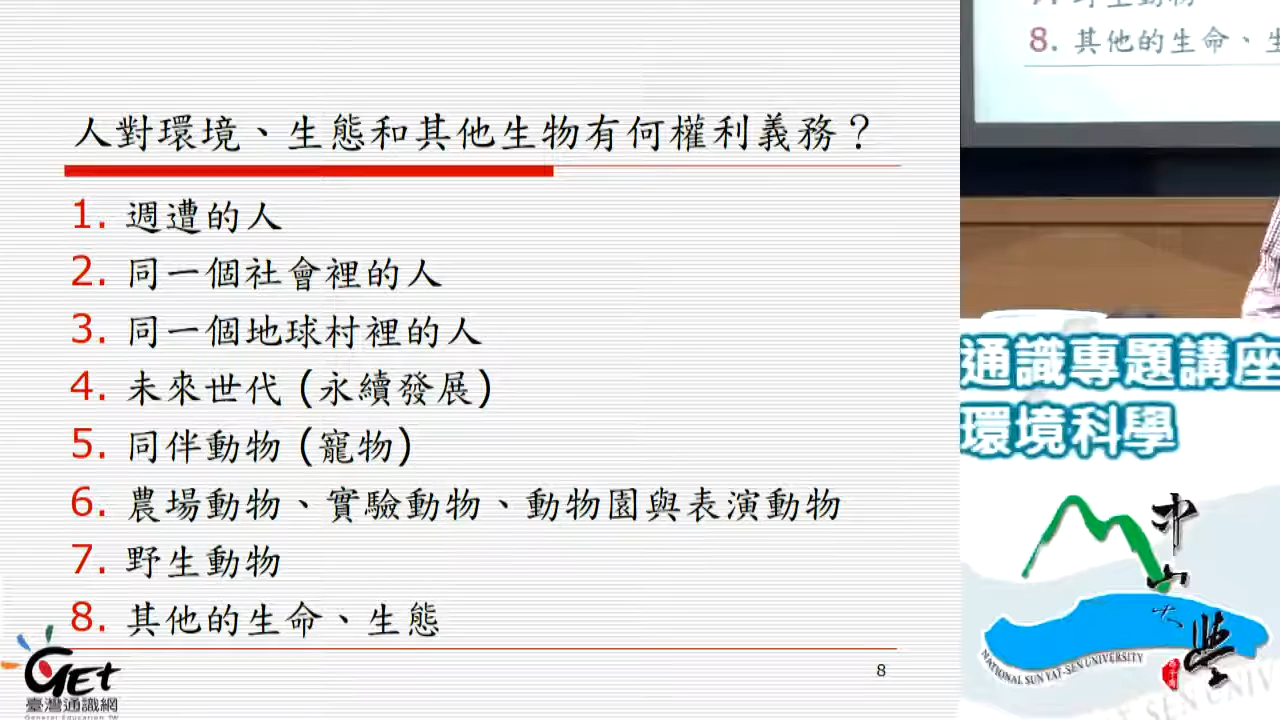 人對環境、生態和其他生物有何權利義務？
1. 週遭的人
2. 同一個社會裡的人
3. 同一個地球村裡的人
4. 未來世代 (永續發展)
5. 同伴動物 (寵物)
6. 農場動物、實驗動物、動物園與表演動物
7. 野生動物
8. 其他的生命、生態
8
GET
臺灣通識網
General Education TW
8. 其他的生命、生
通識專題講座
環境科學
中山大學
NATIONAL SUN YAT-SEN UNIVERSITY